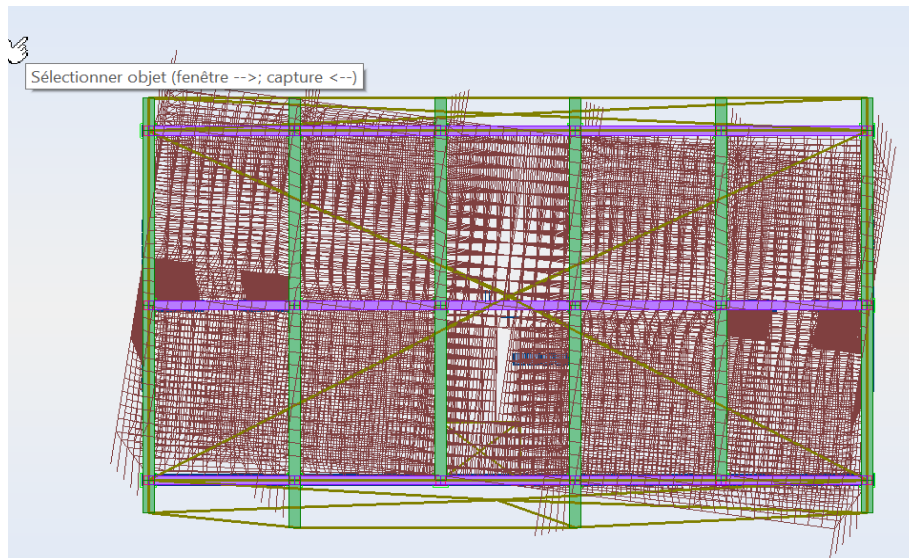 Sélectionner objet (fenêtre -->; capture <--)